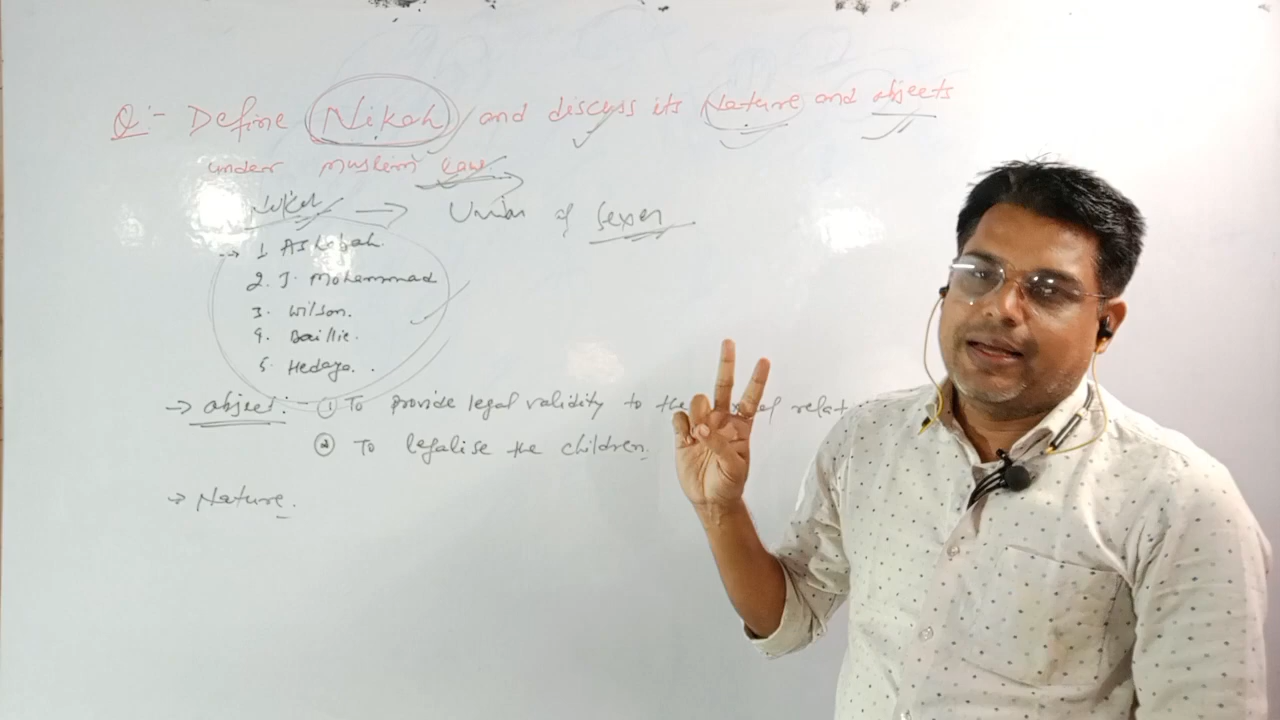 Q:- Define Nikah and discuss its Nature and objects
under muslim law.
Nikah → Union of Sexes
→ 1 Ashabah.
2. J. Mohammad
3. Wilson.
4. Baillie.
5. Hedaya.
→ object:- ① To provide legal validity to the relat
② To legalise the children.
→ Nature.